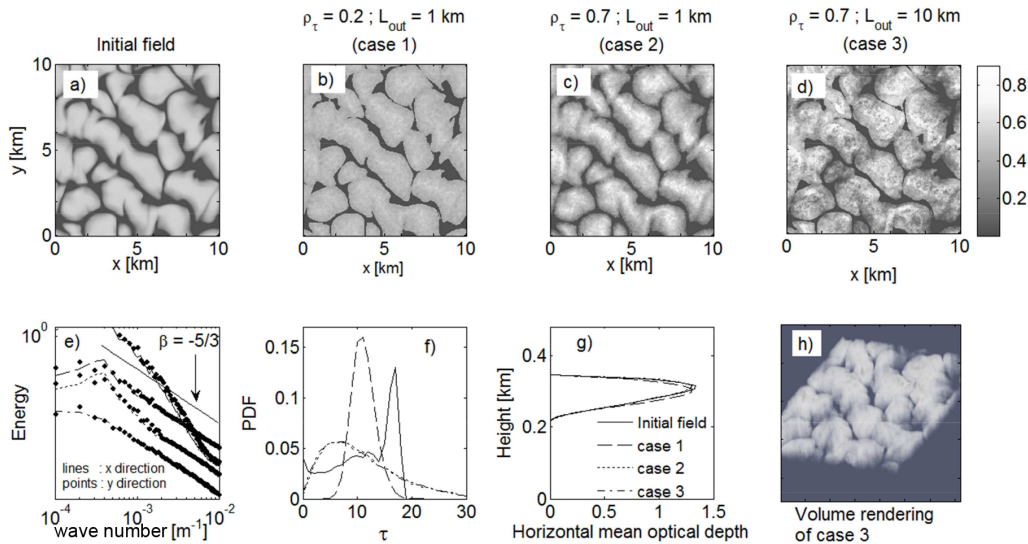 Initial field
ρτ = 0.2 ; Lout = 1 km
(case 1)
ρτ = 0.7 ; Lout = 1 km
(case 2)
ρτ = 0.7 ; Lout = 10 km
(case 3)
a)
b)
c)
d)
y [km]
10
5
0
0 5 10
x [km]
0 5 10
x [km]
0 5 10
x [km]
0 5 10
x [km]
0.8
0.6
0.4
0.2
e)
β = -5/3
Energy
10^0
lines : x direction
points : y direction
10^-4 10^-3 10^-2
wave number [m^-1]
f)
PDF
0.15
0.1
0.05
0
0 10 20 30
τ
g)
Height [km]
0.4
0.2
0
Initial field
case 1
case 2
case 3
0 0.5 1 1.5
Horizontal mean optical depth
h)
Volume rendering
of case 3